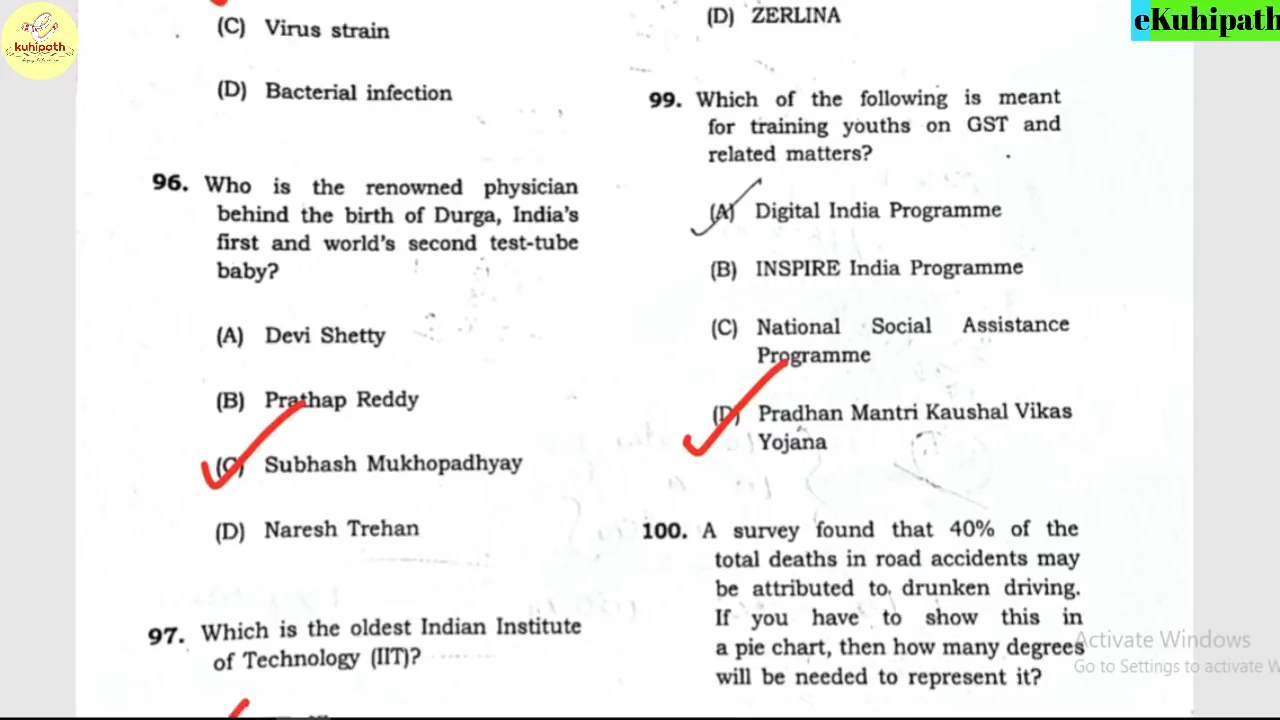 kuhipath
eKuhipath
(C) Virus strain
(D) Bacterial infection
96. Who is the renowned physician
behind the birth of Durga, India's
first and world's second test-tube
baby?
(A) Devi Shetty
(B) Prathap Reddy
(C) Subhash Mukhopadhyay
(D) Naresh Trehan
97. Which is the oldest Indian Institute
of Technology (IIT)?
(D) ZERLINA
99. Which of the following is meant
for training youths on GST and
related matters?
(A) Digital India Programme
(B) INSPIRE India Programme
(C) National Social Assistance
Programme
(D) Pradhan Mantri Kaushal Vikas
Yojana
100. A survey found that 40% of the
total deaths in road accidents may
be attributed to drunken driving.
If you have to show this in
a pie chart, then how many degrees
will be needed to represent it?
Activate Windows
Go to Settings to activate W